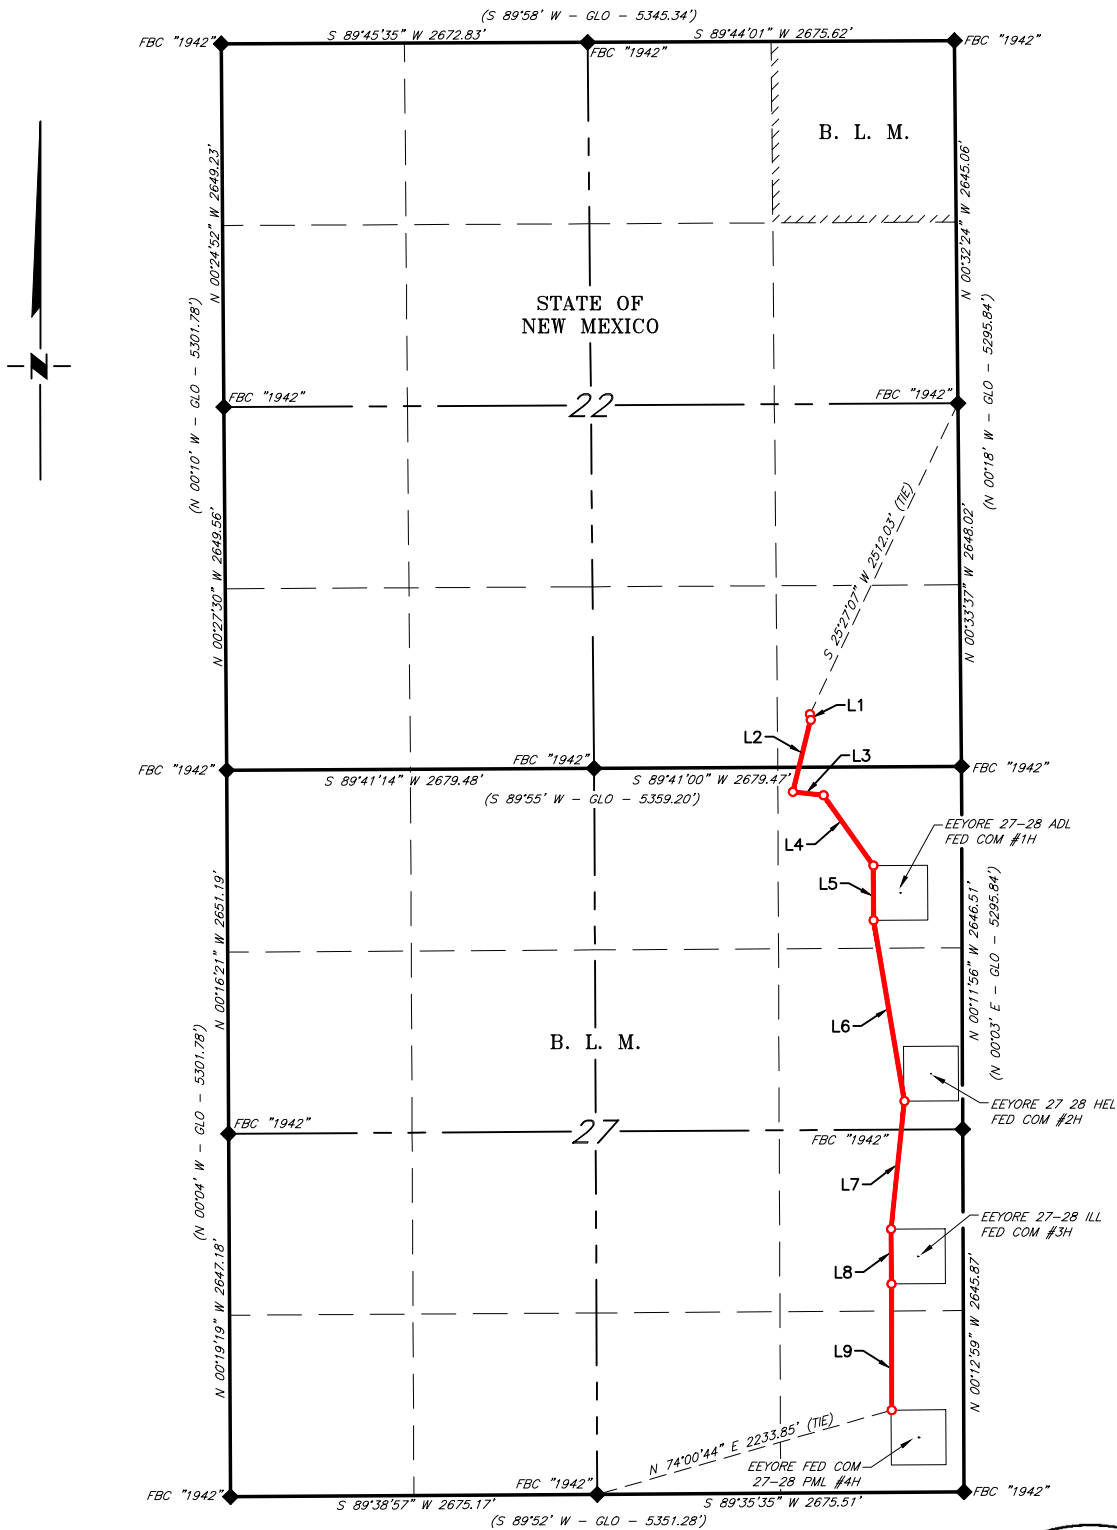 (S 89°58' W - GLO - 5345.34')
S 89°45'35" W 2672.83'
S 89°44'01" W 2675.62'
FBC "1942"
FBC "1942"
FBC "1942"
B. L. M.
N 00°24'52" W 2649.23'
N 00°32'24" W 2645.06'
STATE OF
NEW MEXICO
(N 00°10' W - GLO - 5301.78')
(N 00°18' W - GLO - 5295.84')
N
FBC "1942"
22
FBC "1942"
N 00°27'30" W 2649.56'
S 25°27'07" W 2512.03' (TIE)
N 00°33'37" W 2648.02'
L1
L2
L3
FBC "1942"
FBC "1942"
FBC "1942"
S 89°41'14" W 2679.48'
S 89°41'00" W 2679.47'
(S 89°55' W - GLO - 5359.20')
L4
EEYORE 27-28 ADL
FED COM #1H
L5
N 00°16'21" W 2651.19'
N 00°11'56" W 2646.51'
(N 00°03' E - GLO - 5295.84')
L6
B. L. M.
(N 00°04' W - GLO - 5301.78')
EEYORE 27 28 HEL
FED COM #2H
FBC "1942"
27
FBC "1942"
L7
EEYORE 27-28 ILL
FED COM #3H
L8
N 00°19'19" W 2647.18'
N 00°12'59" W 2645.87'
L9
N 74°00'44" E 2233.85' (TIE)
EEYORE FED COM
27-28 PML #4H
FBC "1942"
FBC "1942"
FBC "1942"
S 89°38'57" W 2675.17'
S 89°35'35" W 2675.51'
(S 89°52' W - GLO - 5351.28')